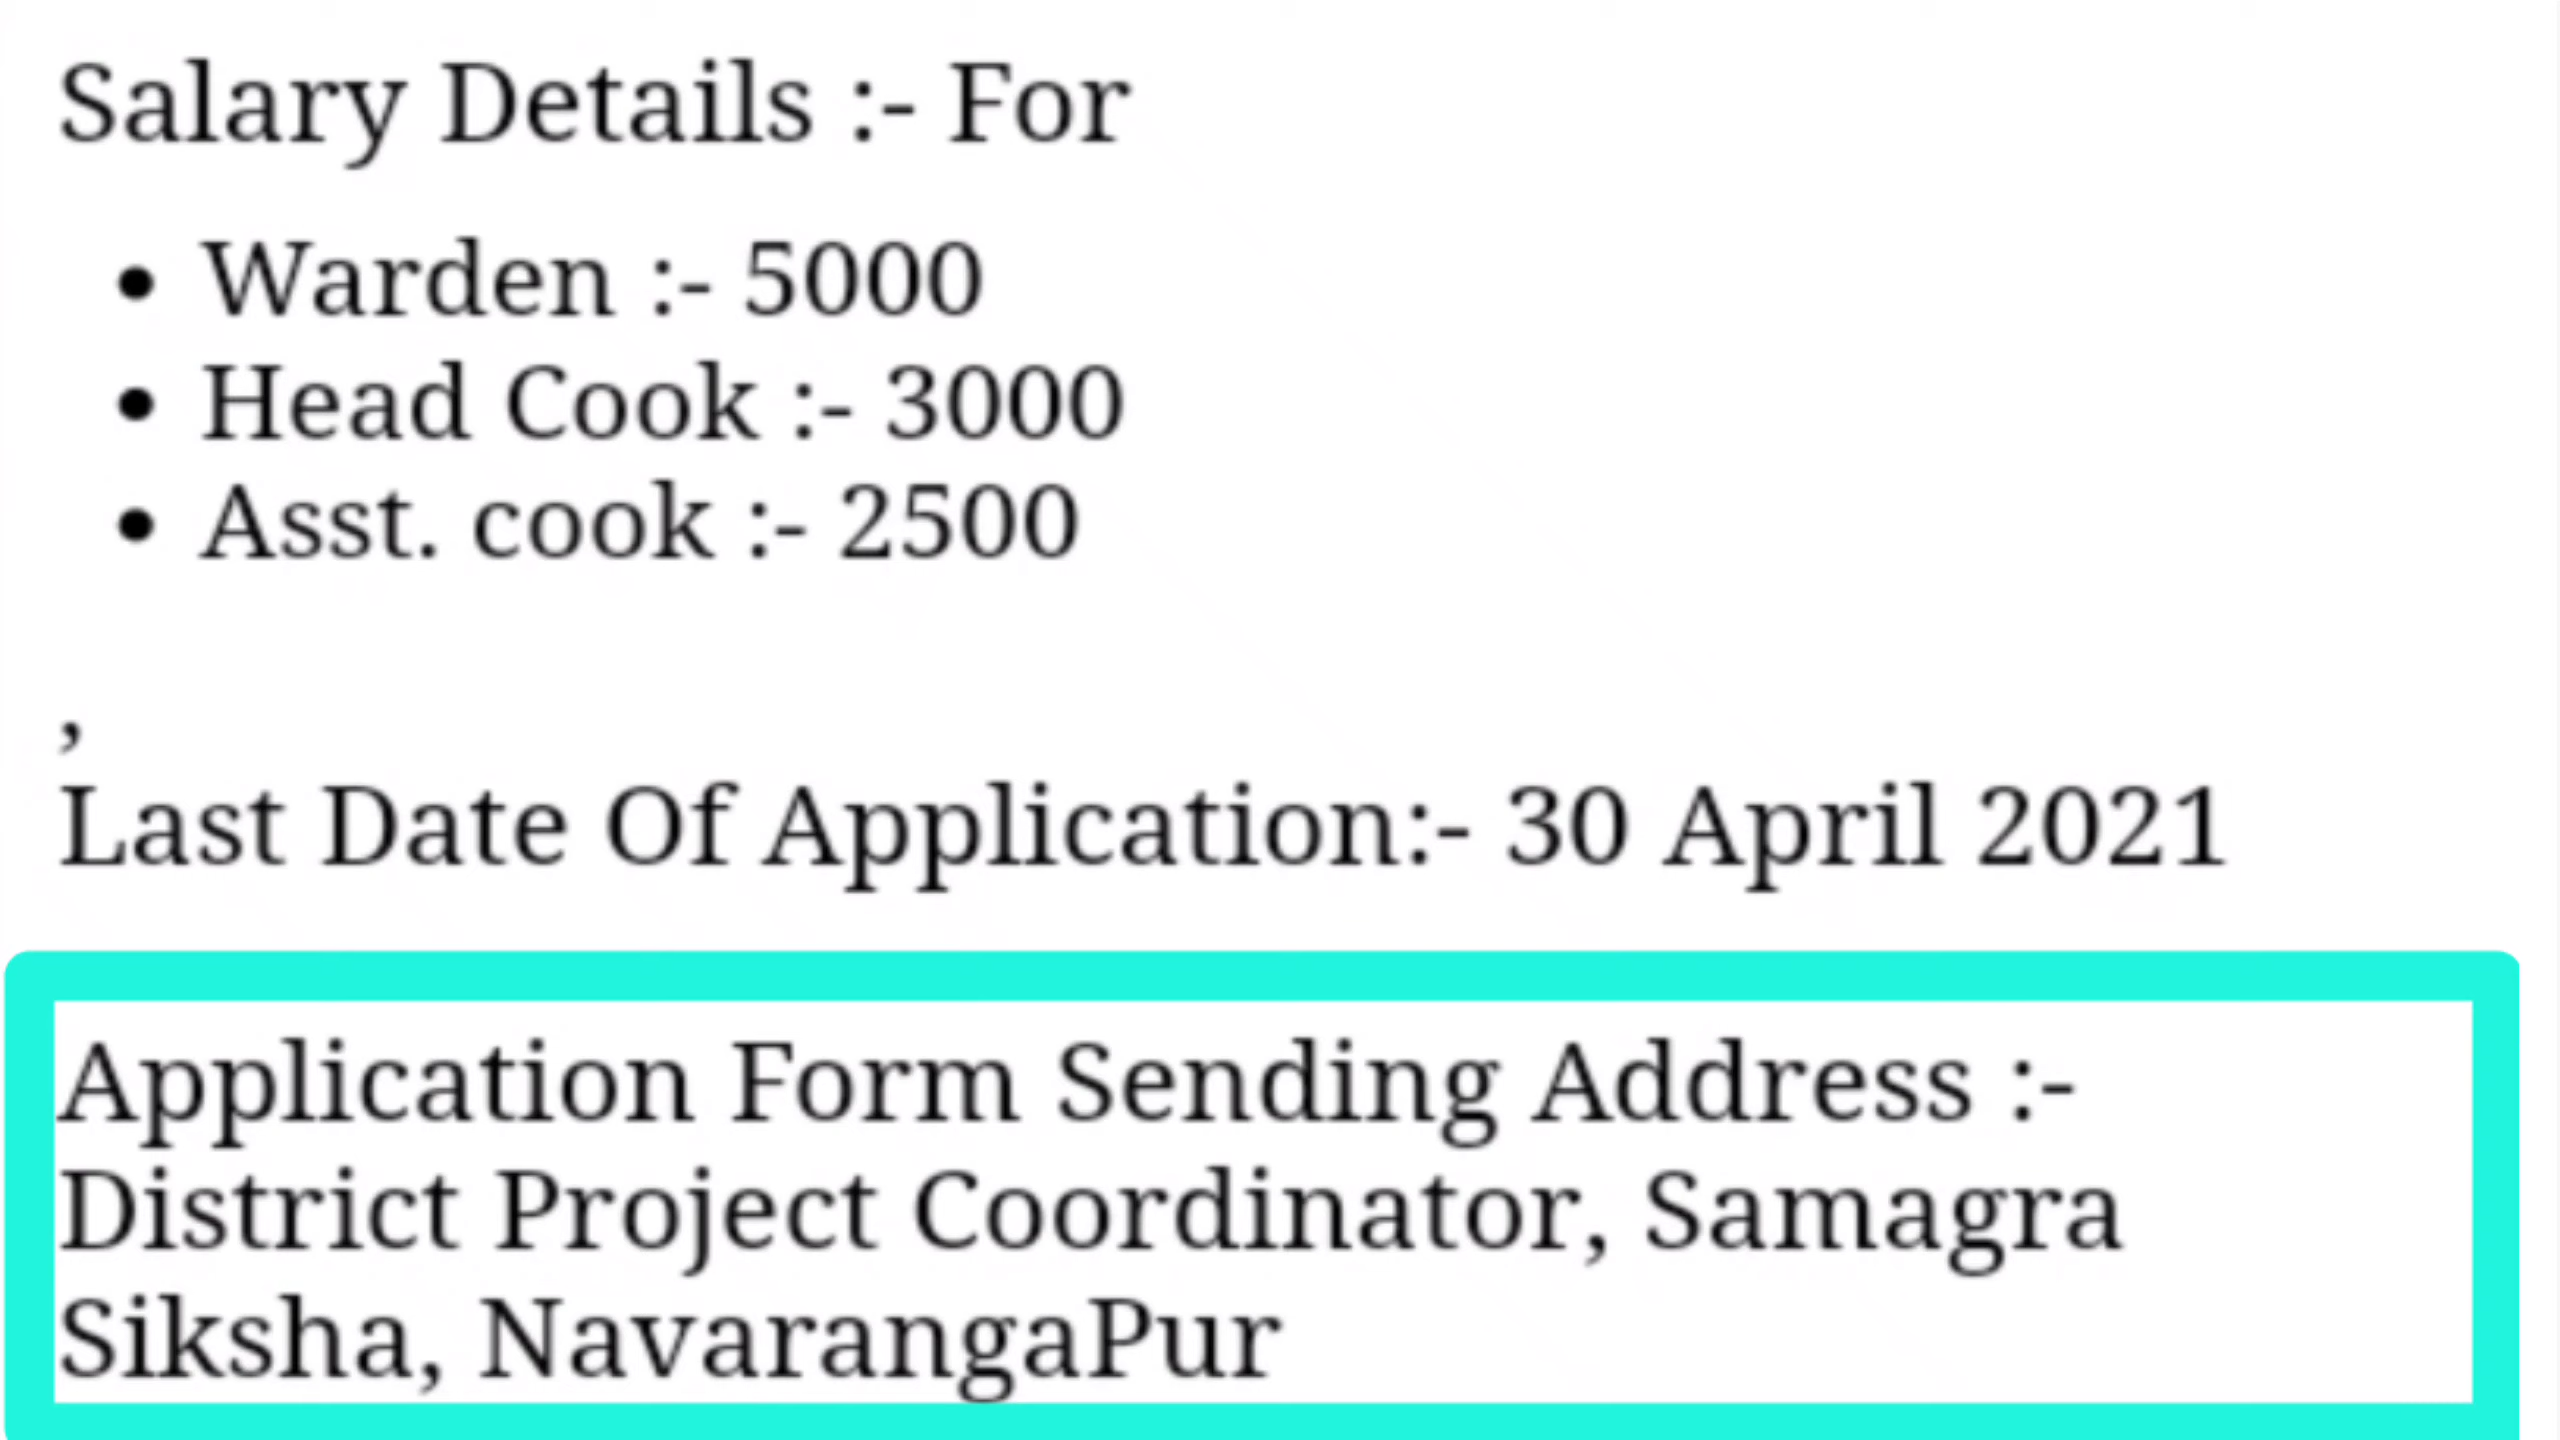 Salary Details :- For
• Warden :- 5000
• Head Cook :- 3000
• Asst. cook :- 2500
,
Last Date Of Application:- 30 April 2021
Application Form Sending Address :-
District Project Coordinator, Samagra
Siksha, NavarangaPur